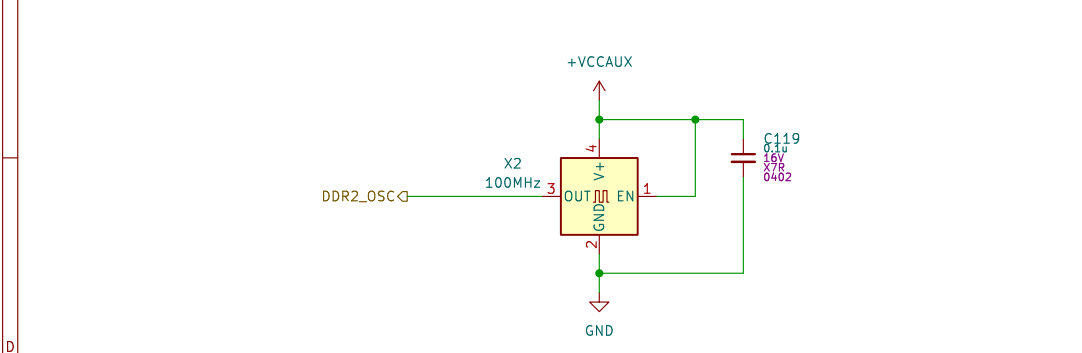 +VCCAUX
C119
0.1u
16V
X7R
0402
X2
100MHz
4
V+
DDR2_OSC
3
OUT
EN
1
GND
2
GND
D